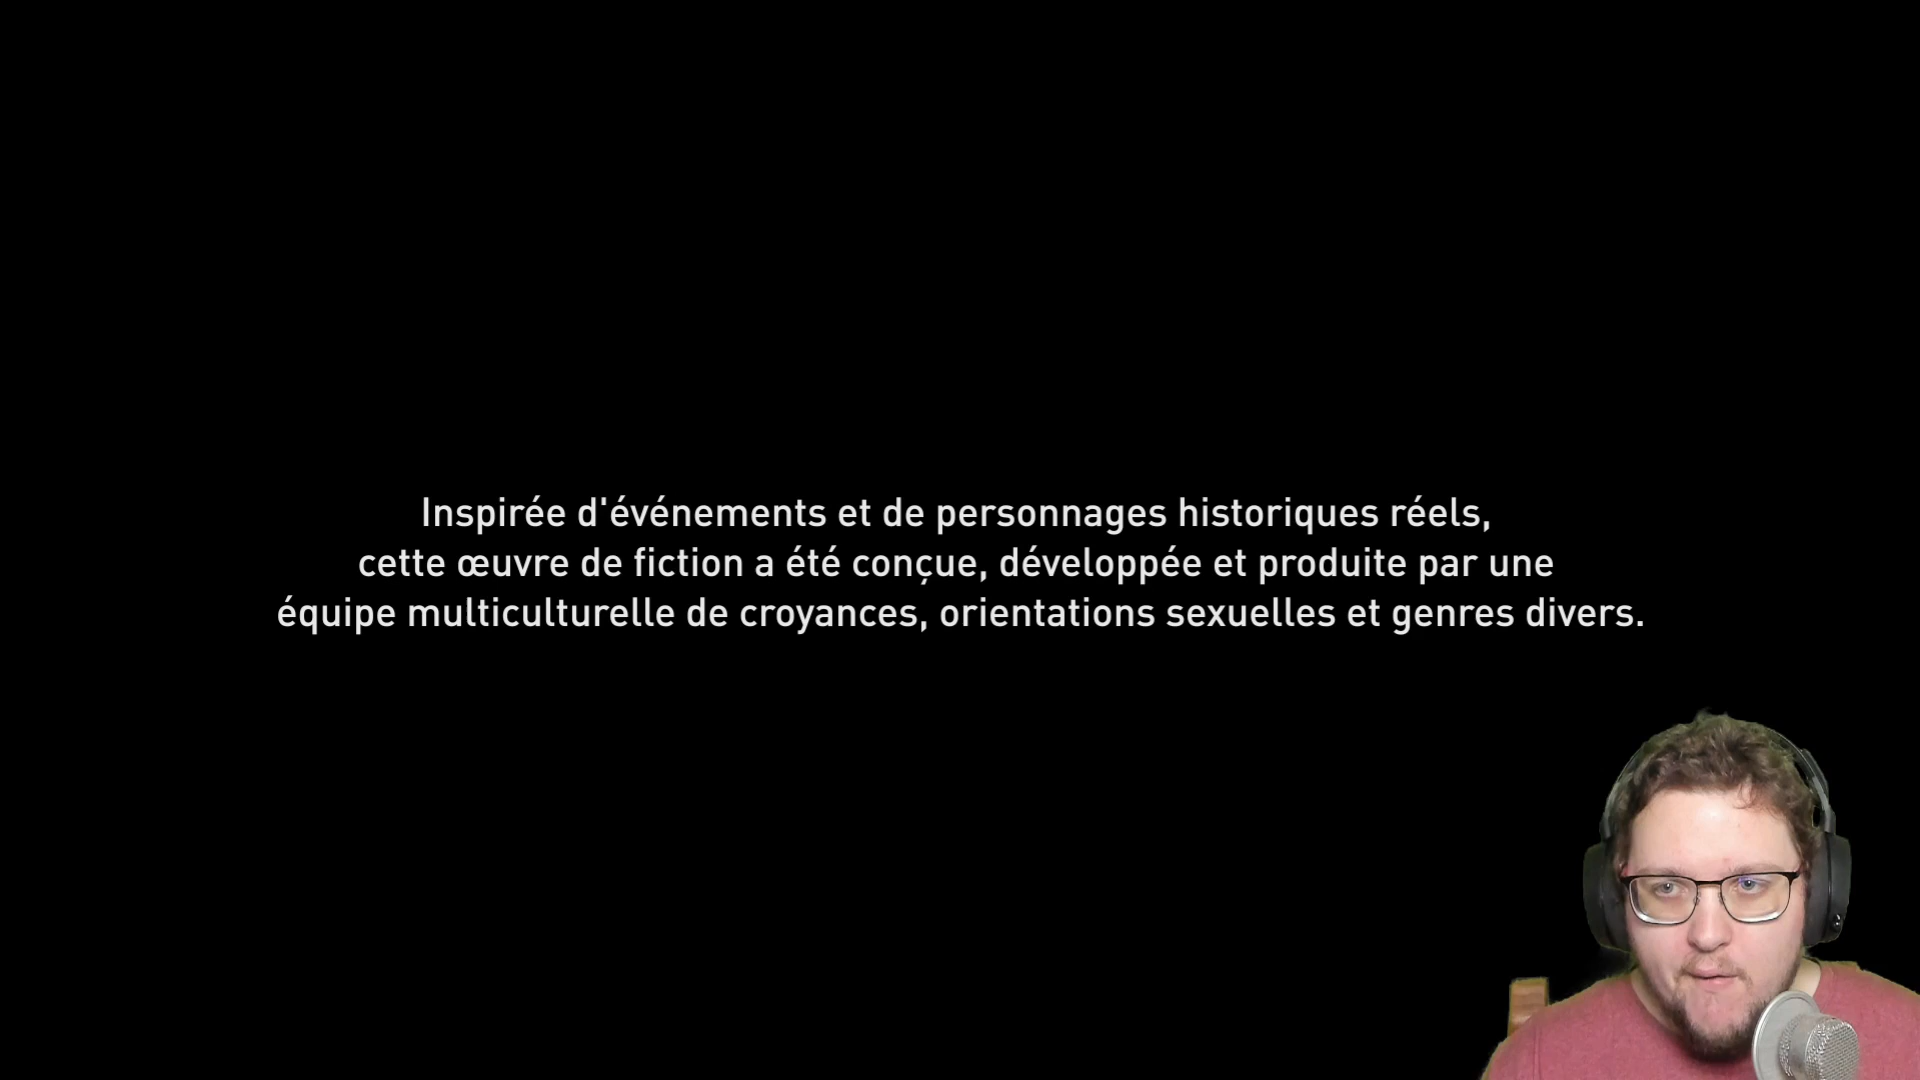 Inspirée d'événements et de personnages historiques réels,
cette œuvre de fiction a été conçue, développée et produite par une
équipe multiculturelle de croyances, orientations sexuelles et genres divers.